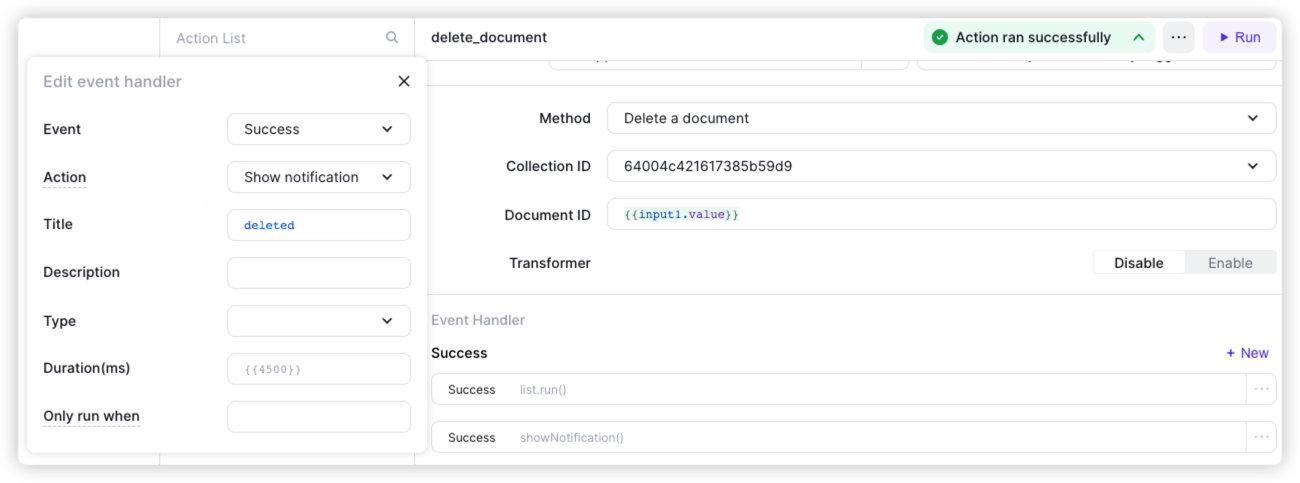 Action List
delete_document
Action ran successfully
Run
Edit event handler
Event
Success
Action
Show notification
Title
deleted
Description
Type
Duration(ms)
{{4500}}
Only run when
Method
Delete a document
Collection ID
64004c421617385b59d9
Document ID
{{input1.value}}
Transformer
Disable
Enable
Event Handler
Success
+ New
Success list.run()
Success showNotification()